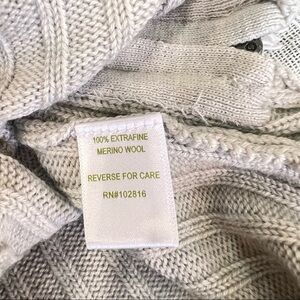 100% EXTRAFINE
MERINO WOOL
REVERSE FOR CARE
RN#102816